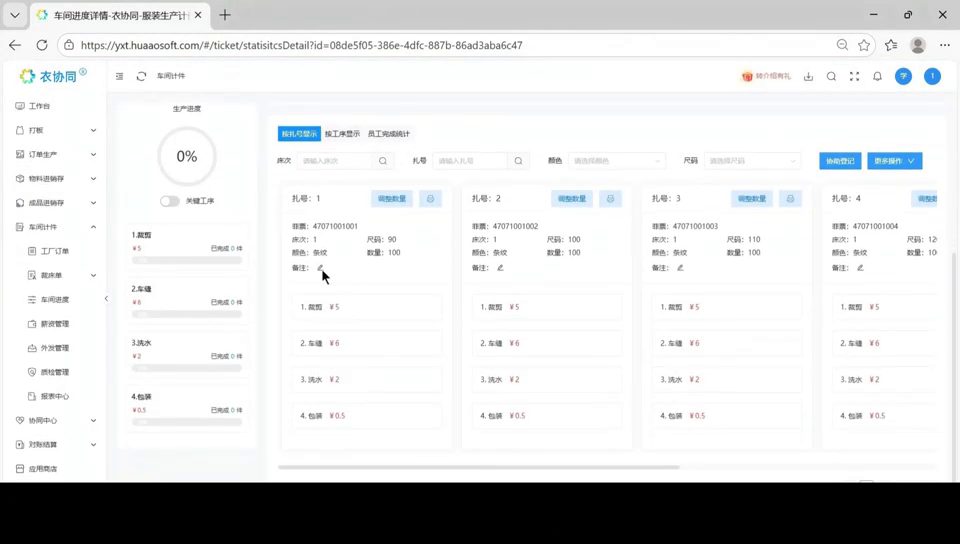 车间进度详情-衣协同-服装生产计
https://yxt.huaaosoft.com/#/ticket/statisitcsDetail?id=08de5f05-386e-4dfc-887b-86ad3aba6c47
衣协同®
车间计件
转介绍有礼
学
1
工作台
打板
订单生产
物料进销存
成品进销存
车间计件
工厂订单
裁床单
车间进度
薪资管理
外发管理
质检管理
报表中心
协同中心
对账结算
应用商店
生产进度
0%
关键工序
1.裁剪
¥5 已完成 0 件
2.车缝
¥6 已完成 0 件
3.洗水
¥2 已完成 0 件
4.包装
¥0.5 已完成 0 件
按扎号显示 按工序显示 员工完成统计
床次 请输入床次 扎号 请输入扎号 颜色 请选择颜色 尺码 请选择尺码 协助登记 更多操作
扎号：1 调整数量
菲票：47071001001
床次：1 尺码：90
颜色：条纹 数量：100
备注：
1. 裁剪 ¥5
2. 车缝 ¥6
3. 洗水 ¥2
4. 包装 ¥0.5
扎号：2 调整数量
菲票：47071001002
床次：1 尺码：100
颜色：条纹 数量：100
备注：
1. 裁剪 ¥5
2. 车缝 ¥6
3. 洗水 ¥2
4. 包装 ¥0.5
扎号：3 调整数量
菲票：47071001003
床次：1 尺码：110
颜色：条纹 数量：100
备注：
1. 裁剪 ¥5
2. 车缝 ¥6
3. 洗水 ¥2
4. 包装 ¥0.5
扎号：4 调整数
菲票：47071001004
床次：1 尺码：12
颜色：条纹 数量：100
备注：
1. 裁剪 ¥5
2. 车缝 ¥6
3. 洗水 ¥2
4. 包装 ¥0.5